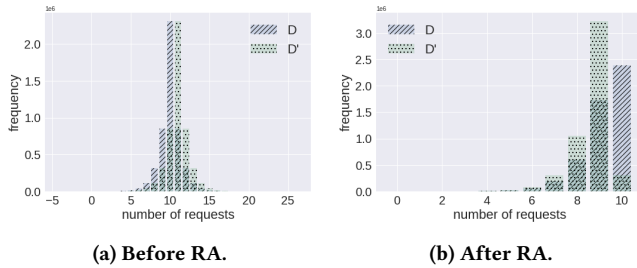 1e6
D
D'
2.0
1.5
1.0
0.5
0.0
frequency
−5 0 5 10 15 20 25
number of requests
(a) Before RA.
1e6
D
D'
3.0
2.5
2.0
1.5
1.0
0.5
0.0
frequency
0 2 4 6 8 10
number of requests
(b) After RA.